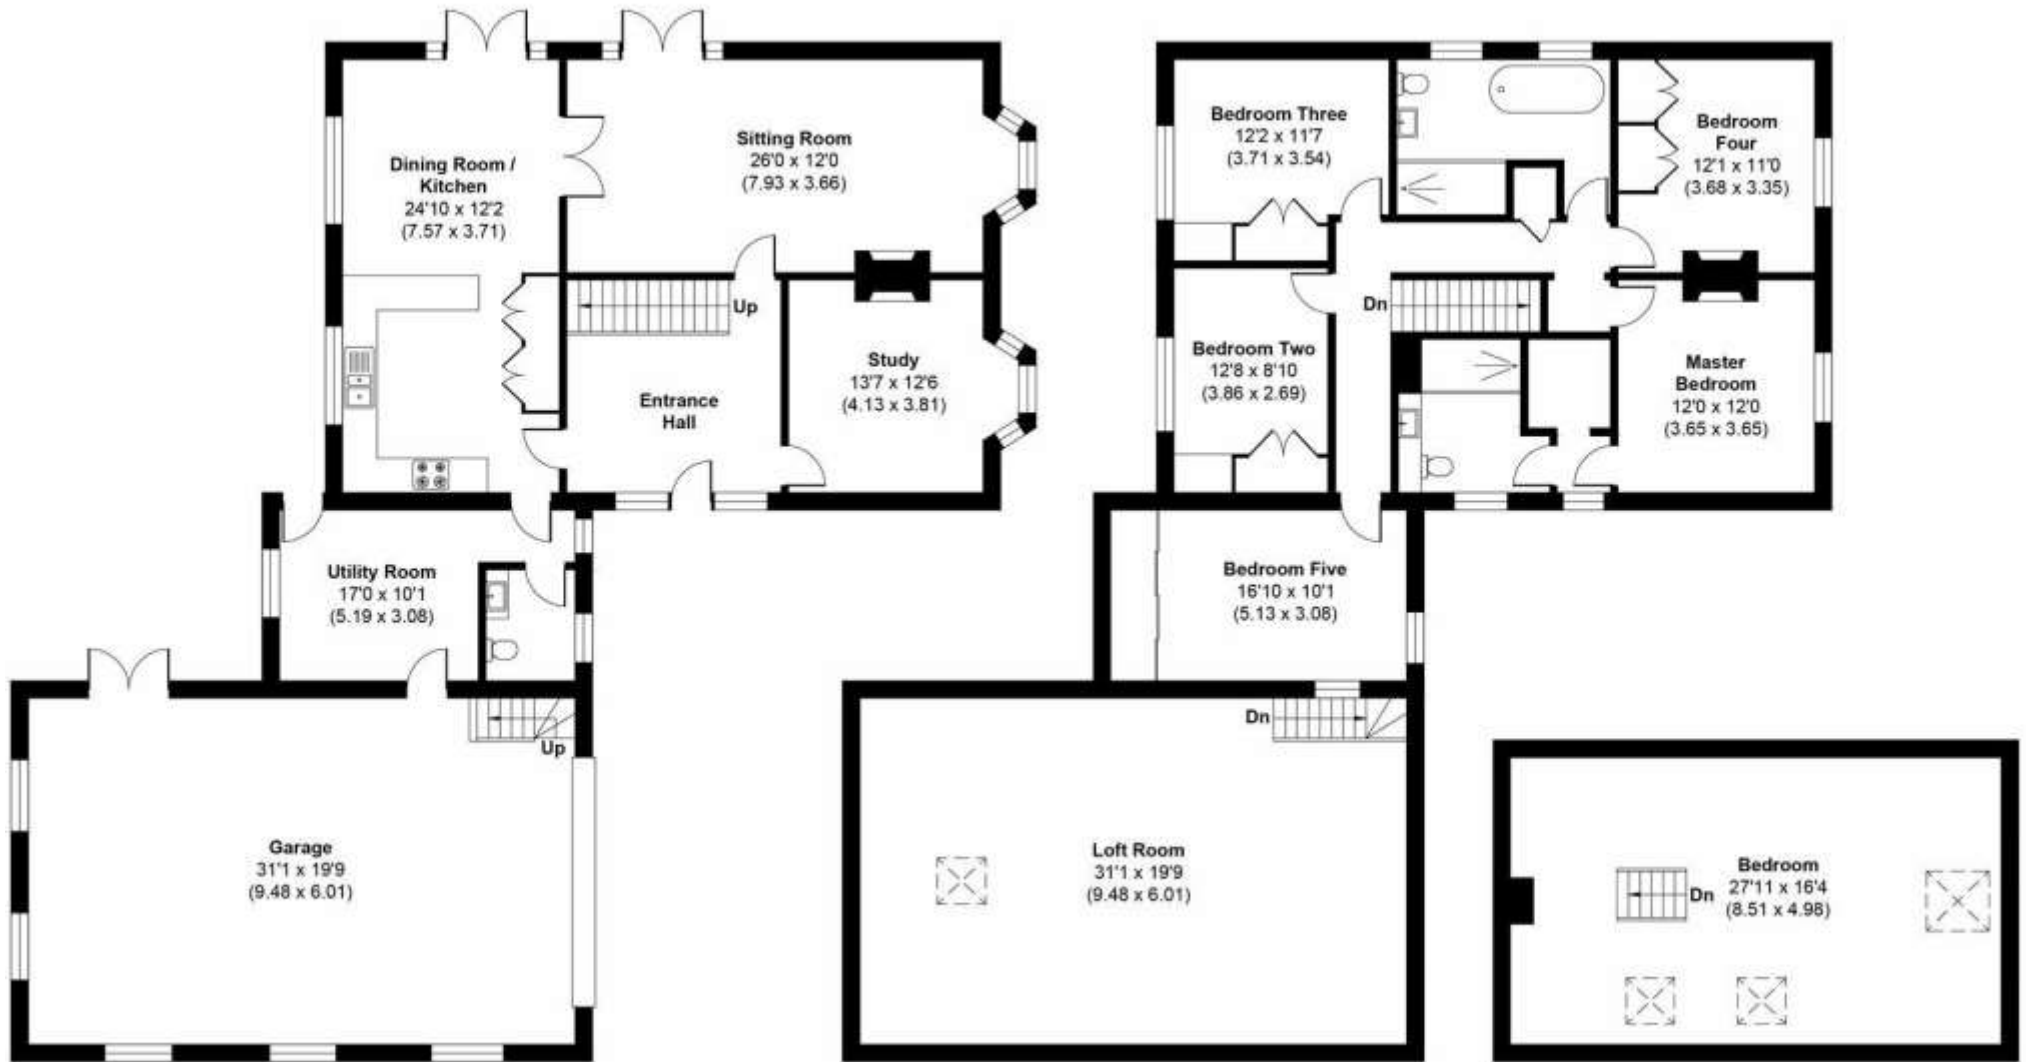 Dining Room /
Kitchen
24'10 x 12'2
(7.57 x 3.71)
Sitting Room
26'0 x 12'0
(7.93 x 3.66)
Up
Entrance
Hall
Study
13'7 x 12'6
(4.13 x 3.81)
Utility Room
17'0 x 10'1
(5.19 x 3.08)
Up
Garage
31'1 x 19'9
(9.48 x 6.01)
Bedroom Three
12'2 x 11'7
(3.71 x 3.54)
Bedroom
Four
12'1 x 11'0
(3.68 x 3.35)
Dn
Bedroom Two
12'8 x 8'10
(3.86 x 2.69)
Master
Bedroom
12'0 x 12'0
(3.65 x 3.65)
Bedroom Five
16'10 x 10'1
(5.13 x 3.08)
Dn
Loft Room
31'1 x 19'9
(9.48 x 6.01)
Dn
Bedroom
27'11 x 16'4
(8.51 x 4.98)